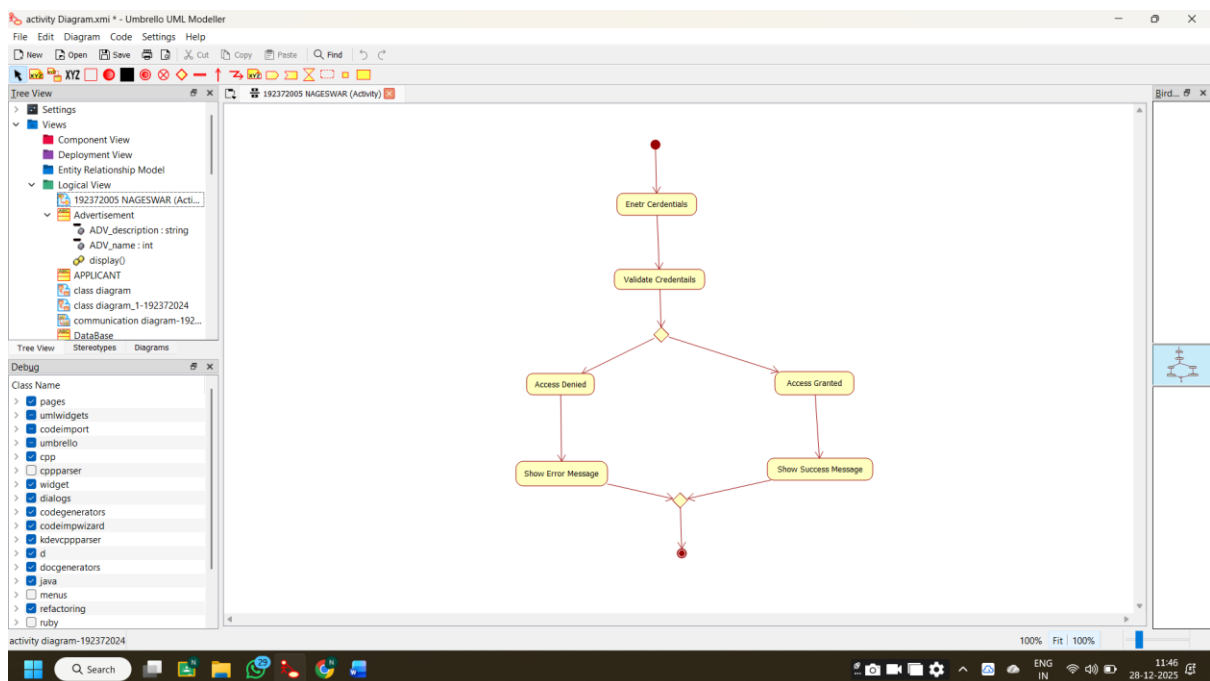 activity Diagram.xmi * - Umbrello UML Modeller
File Edit Diagram Code Settings Help
New Open Save Cut Copy Paste Find
XYZ
Tree View
192372005 NAGESWAR (Activity)
Bird...
Settings
Views
Component View
Deployment View
Entity Relationship Model
Logical View
192372005 NAGESWAR (Acti...
Advertisement
ADV_description : string
ADV_name : int
display()
APPLICANT
class diagram
class diagram_1-192372024
communication diagram-192...
DataBase
Tree View Stereotypes Diagrams
Debug
Class Name
pages
umlwidgets
codeimport
umbrello
cpp
cppparser
widget
dialogs
codegenerators
codeimpwizard
kdevcppparser
d
docgenerators
java
menus
refactoring
ruby
Enetr Cerdentials
Validate Credentails
Access Denied
Access Granted
Show Error Message
Show Success Message
activity diagram-192372024
100% Fit 100%
Search
29
ENG
IN
11:46
28-12-2025